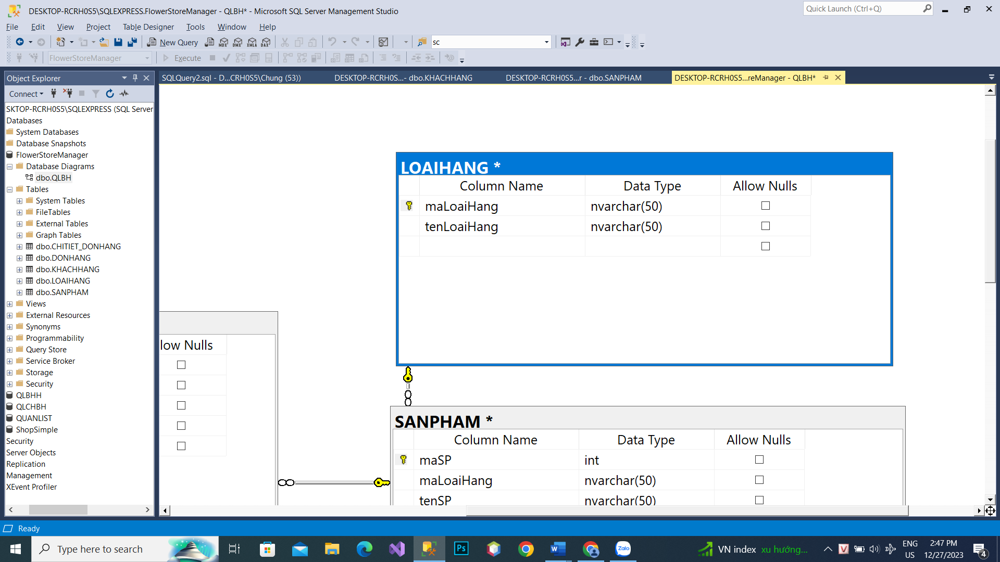 DESKTOP-RCRH0S5\SQLEXPRESS.FlowerStoreManager - QLBH* - Microsoft SQL Server Management Studio
Quick Launch (Ctrl+Q)
File Edit View Project Table Designer Tools Window Help
New Query MDX DMX XMLA DAX sc
FlowerStoreManager Execute
Object Explorer
SQLQuery2.sql - D...CRH0S5\Chung (53)) DESKTOP-RCRH0S...- dbo.KHACHHANG DESKTOP-RCRH0S5...r - dbo.SANPHAM DESKTOP-RCRH0S5...reManager - QLBH*
Connect
SKTOP-RCRH0S5\SQLEXPRESS (SQL Server
Databases
System Databases
Database Snapshots
FlowerStoreManager
Database Diagrams
dbo.QLBH
Tables
System Tables
FileTables
External Tables
Graph Tables
dbo.CHITIET_DONHANG
dbo.DONHANG
dbo.KHACHHANG
dbo.LOAIHANG
dbo.SANPHAM
Views
External Resources
Synonyms
Programmability
Query Store
Service Broker
Storage
Security
QLBHH
QLCHBH
QUANLIST
ShopSimple
Security
Server Objects
Replication
Management
XEvent Profiler
LOAIHANG *
Column Name Data Type Allow Nulls
maLoaiHang nvarchar(50)
tenLoaiHang nvarchar(50)
low Nulls
SANPHAM *
Column Name Data Type Allow Nulls
maSP int
maLoaiHang nvarchar(50)
tenSP nvarchar(50)
Ready
Type here to search
Ps
Zalo
VN index xu hướng...
V
ENG
US
2:47 PM
12/27/2023
4